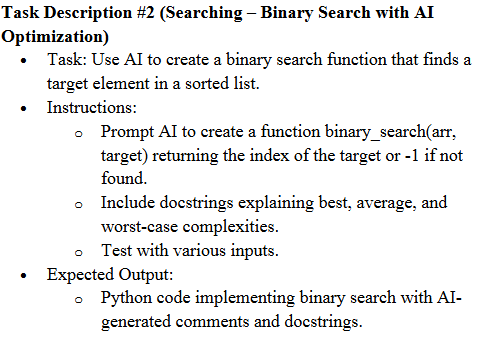 Task Description #2 (Searching – Binary Search with AI
Optimization)
• Task: Use AI to create a binary search function that finds a
target element in a sorted list.
• Instructions:
o Prompt AI to create a function binary_search(arr,
target) returning the index of the target or -1 if not
found.
o Include docstrings explaining best, average, and
worst-case complexities.
o Test with various inputs.
• Expected Output:
o Python code implementing binary search with AI-
generated comments and docstrings.